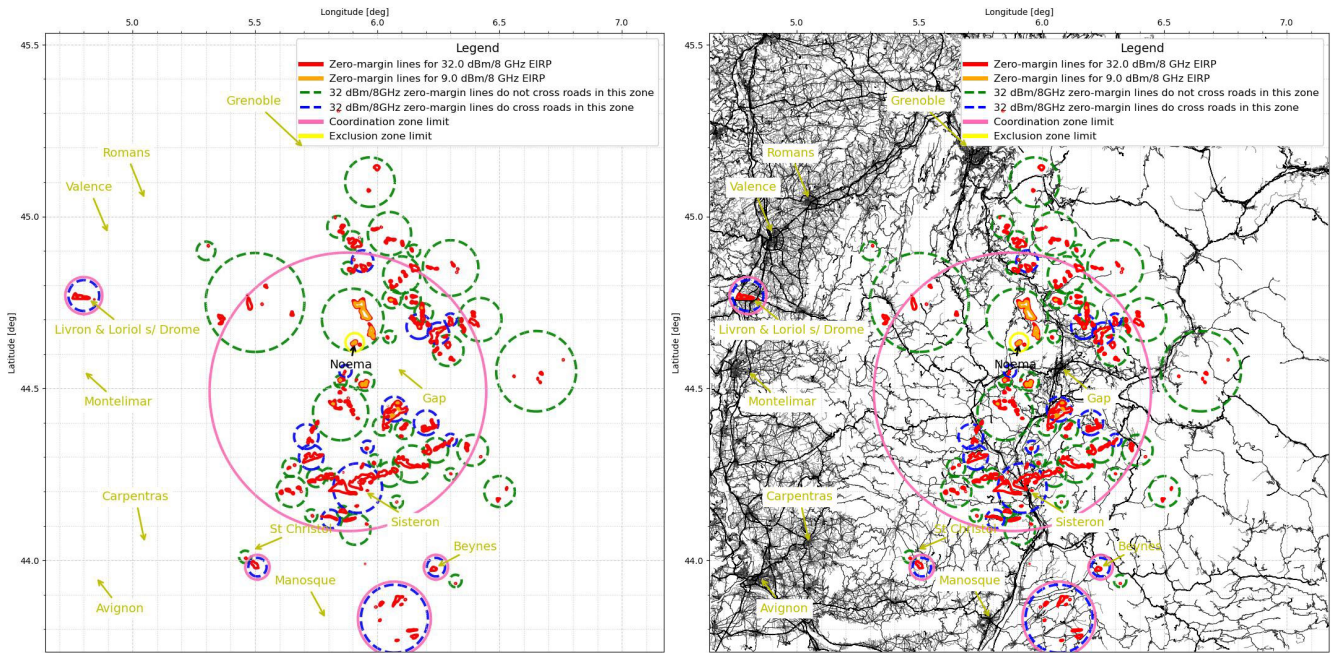 Longitude [deg]
5.0 5.5 6.0 6.5 7.0
Latitude [deg]
45.5
45.0
44.5
44.0
Legend
Zero-margin lines for 32.0 dBm/8 GHz EIRP
Zero-margin lines for 9.0 dBm/8 GHz EIRP
32 dBm/8GHz zero-margin lines do not cross roads in this zone
32 dBm/8GHz zero-margin lines do cross roads in this zone
Coordination zone limit
Exclusion zone limit
Grenoble
Romans
Valence
Livron & Loriol s/ Drome
Noema
Montelimar
Gap
Carpentras
Sisteron
St Christol
Beynes
Manosque
Avignon
Longitude [deg]
5.0 5.5 6.0 6.5 7.0
Latitude [deg]
45.5
45.0
44.5
44.0
Legend
Zero-margin lines for 32.0 dBm/8 GHz EIRP
Zero-margin lines for 9.0 dBm/8 GHz EIRP
32 dBm/8GHz zero-margin lines do not cross roads in this zone
32 dBm/8GHz zero-margin lines do cross roads in this zone
Coordination zone limit
Exclusion zone limit
Grenoble
Romans
Valence
Livron & Loriol s/ Drome
Noema
Montelimar
Gap
Carpentras
Sisteron
St Christol
Beynes
Manosque
Avignon